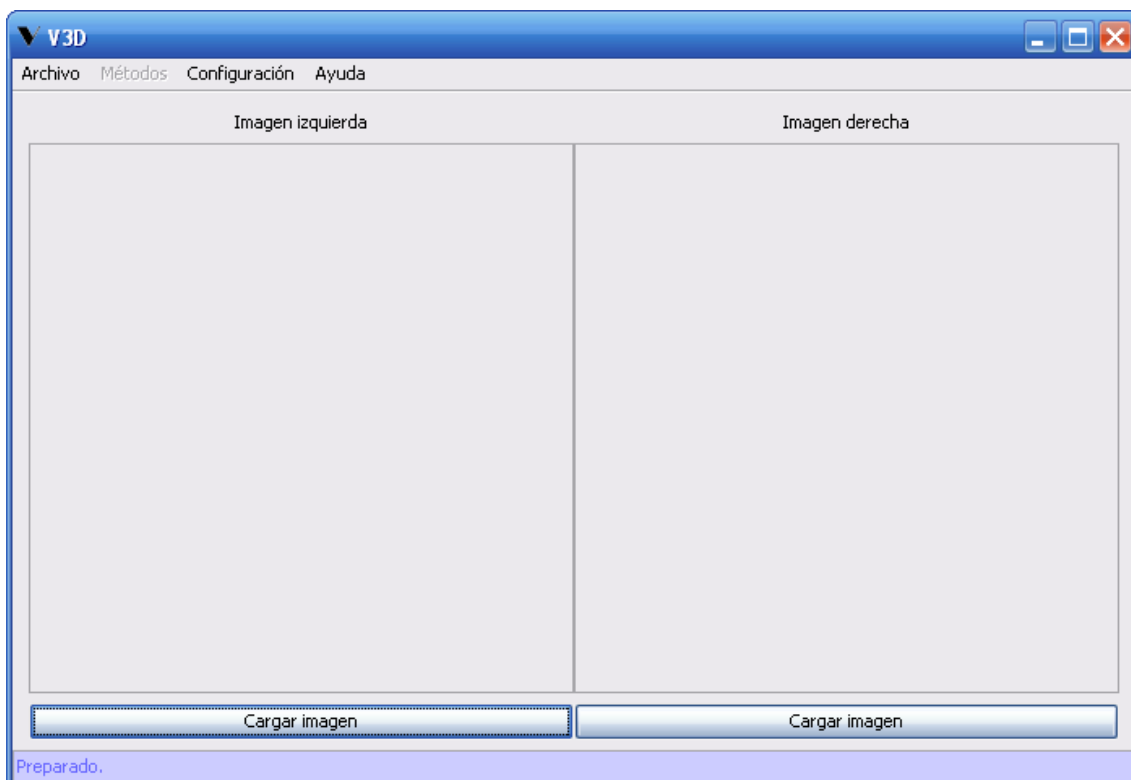 V3D
Archivo Métodos Configuración Ayuda
Imagen izquierda Imagen derecha
Cargar imagen Cargar imagen
Preparado.